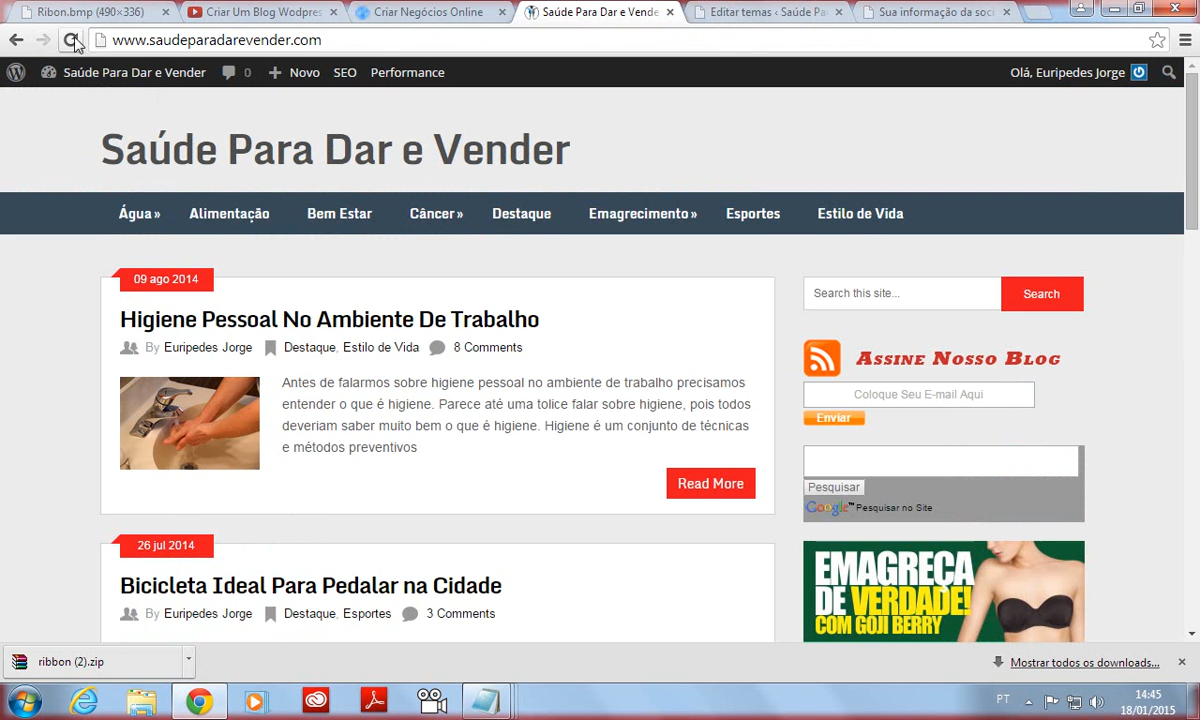 Ribon.bmp (490×336)
Criar Um Blog Wodpres
Criar Negócios Online
Saúde Para Dar e Vende
Editar temas ‹ Saúde Pa
Sua informação da soci
www.saudeparadarevender.com
Saúde Para Dar e Vender 0 Novo SEO Performance Olá, Euripedes Jorge
Saúde Para Dar e Vender
Água» Alimentação Bem Estar Câncer» Destaque Emagrecimento» Esportes Estilo de Vida
09 ago 2014
Higiene Pessoal No Ambiente De Trabalho
By Euripedes Jorge Destaque, Estilo de Vida 8 Comments
Antes de falarmos sobre higiene pessoal no ambiente de trabalho precisamos
entender o que é higiene. Parece até uma tolice falar sobre higiene, pois todos
deveriam saber muito bem o que é higiene. Higiene é um conjunto de técnicas
e métodos preventivos
Read More
26 jul 2014
Bicicleta Ideal Para Pedalar na Cidade
By Euripedes Jorge Destaque, Esportes 3 Comments
Search this site... Search
Assine Nosso Blog
Coloque Seu E-mail Aqui
Enviar
Pesquisar
Google™ Pesquisar no Site
EMAGREÇA
DE VERDADE!
COM GOJI BERRY
ribbon (2).zip
Mostrar todos os downloads...
PT
14:45
18/01/2015